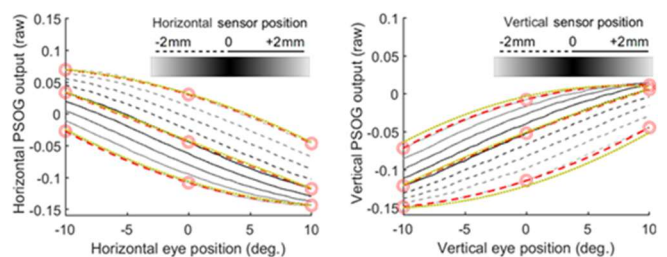 Horizontal PSOG output (raw)
0.15
0.1
0.05
0
-0.05
-0.1
-0.15
Horizontal sensor position
-2mm 0 +2mm
-10 -5 0 5 10
Horizontal eye position (deg.)
Vertical PSOG output (raw)
0.1
0.05
0
-0.05
-0.1
-0.15
Vertical sensor position
-2mm 0 +2mm
-10 -5 0 5 10
Vertical eye position (deg.)